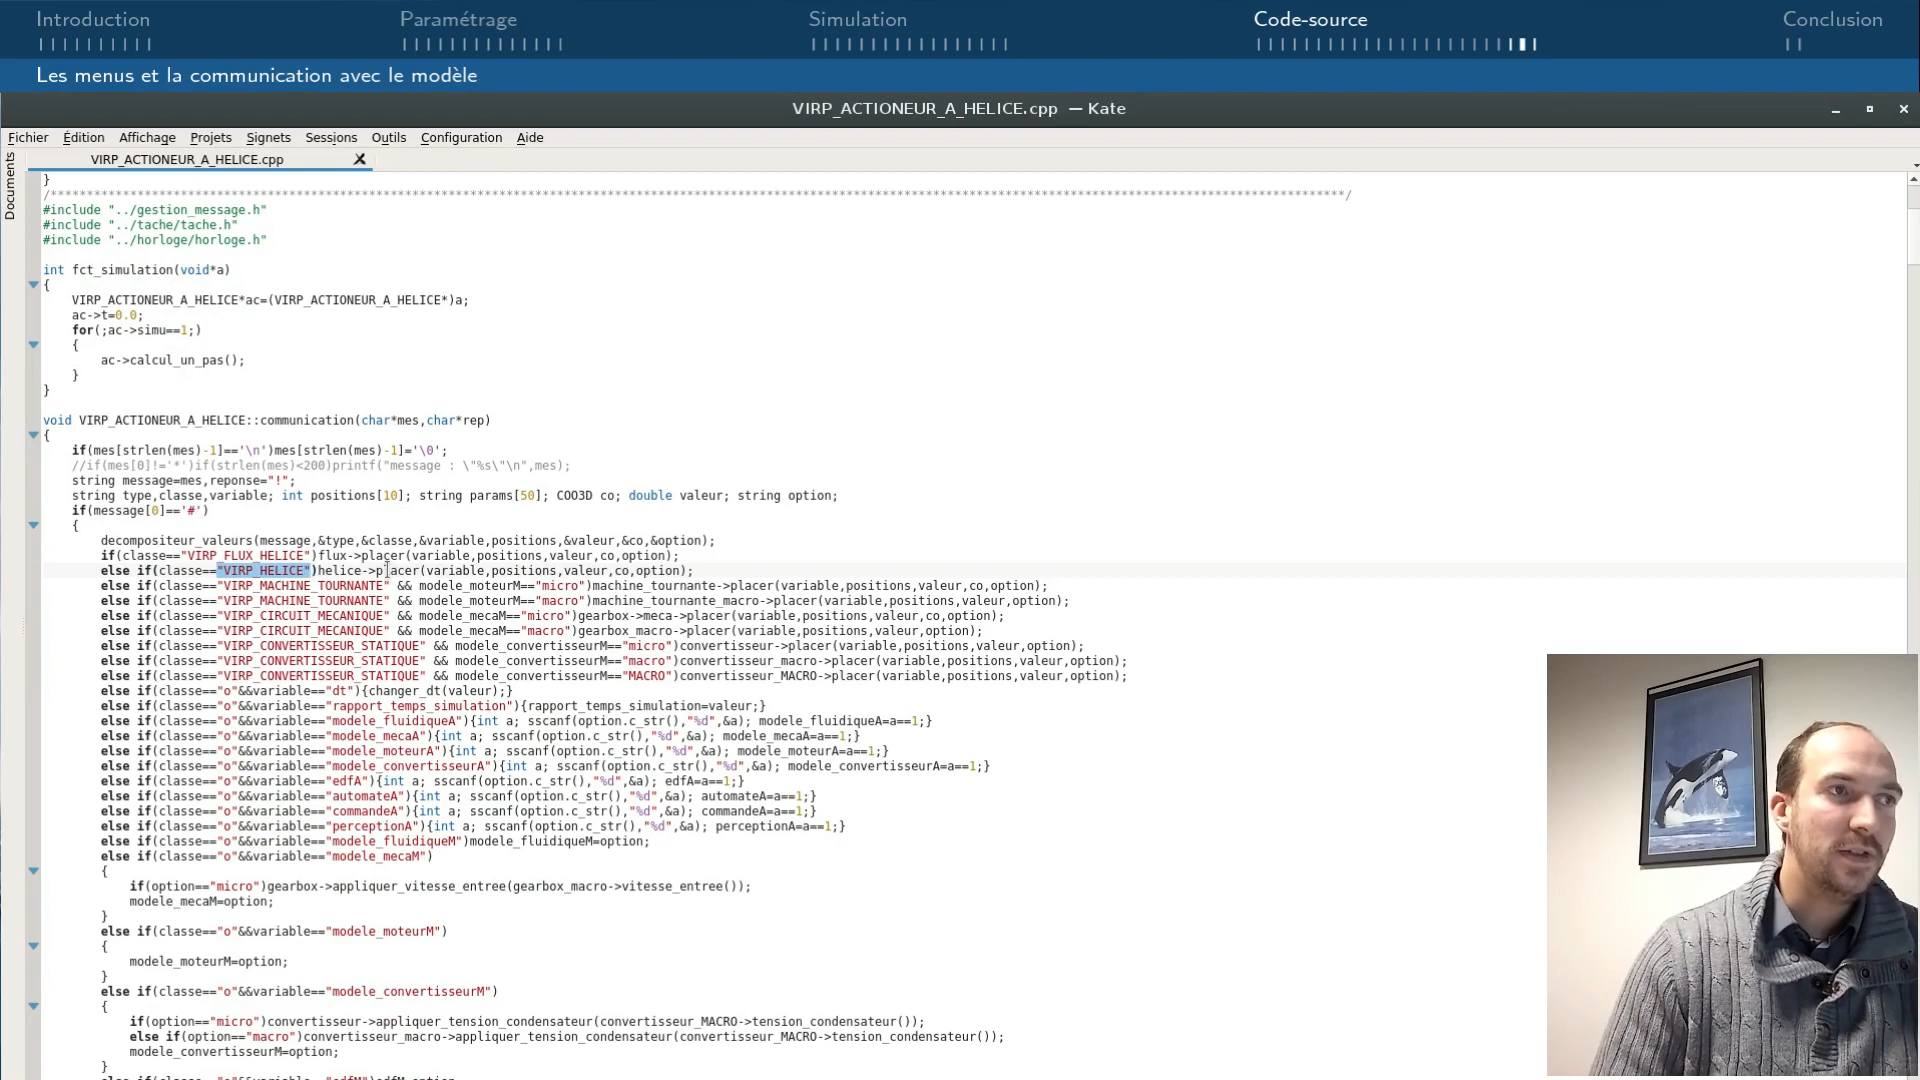 Introduction Paramétrage Simulation Code-source Conclusion
Les menus et la communication avec le modèle
VIRP_ACTIONEUR_A_HELICE.cpp — Kate
Fichier Édition Affichage Projets Signets Sessions Outils Configuration Aide
VIRP_ACTIONEUR_A_HELICE.cpp
Documents
}
#include "../gestion_message.h"
#include "../tache/tache.h"
#include "../horloge/horloge.h"
int fct_simulation(void*a)
{
VIRP_ACTIONEUR_A_HELICE*ac=(VIRP_ACTIONEUR_A_HELICE*)a;
ac->t=0.0;
for(;ac->simu==1;)
{
ac->calcul_un_pas();
}
}
void VIRP_ACTIONEUR_A_HELICE::communication(char*mes,char*rep)
{
if(mes[strlen(mes)-1]=='\n')mes[strlen(mes)-1]='\0';
//if(mes[0]!='*')if(strlen(mes)<200)printf("message : \"%s\"\n",mes);
string message=mes,reponse="!";
string type,classe,variable; int positions[10]; string params[50]; COO3D co; double valeur; string option;
if(message[0]=='#')
{
decompositeur_valeurs(message,&type,&classe,&variable,positions,&valeur,&co,&option);
if(classe=="VIRP_FLUX_HELICE")flux->placer(variable,positions,valeur,co,option);
else if(classe=="VIRP_HELICE")helice->placer(variable,positions,valeur,co,option);
else if(classe=="VIRP_MACHINE_TOURNANTE" && modele_moteurM=="micro")machine_tournante->placer(variable,positions,valeur,co,option);
else if(classe=="VIRP_MACHINE_TOURNANTE" && modele_moteurM=="macro")machine_tournante_macro->placer(variable,positions,valeur,option);
else if(classe=="VIRP_CIRCUIT_MECANIQUE" && modele_mecaM=="micro")gearbox->meca->placer(variable,positions,valeur,co,option);
else if(classe=="VIRP_CIRCUIT_MECANIQUE" && modele_mecaM=="macro")gearbox_macro->placer(variable,positions,valeur,option);
else if(classe=="VIRP_CONVERTISSEUR_STATIQUE" && modele_convertisseurM=="micro")convertisseur->placer(variable,positions,valeur,option);
else if(classe=="VIRP_CONVERTISSEUR_STATIQUE" && modele_convertisseurM=="macro")convertisseur_macro->placer(variable,positions,valeur,option);
else if(classe=="VIRP_CONVERTISSEUR_STATIQUE" && modele_convertisseurM=="MACRO")convertisseur_MACRO->placer(variable,positions,valeur,option);
else if(classe=="o"&&variable=="dt"){changer_dt(valeur);}
else if(classe=="o"&&variable=="rapport_temps_simulation"){rapport_temps_simulation=valeur;}
else if(classe=="o"&&variable=="modele_fluidiqueA"){int a; sscanf(option.c_str(),"%d",&a); modele_fluidiqueA=a==1;}
else if(classe=="o"&&variable=="modele_mecaA"){int a; sscanf(option.c_str(),"%d",&a); modele_mecaA=a==1;}
else if(classe=="o"&&variable=="modele_moteurA"){int a; sscanf(option.c_str(),"%d",&a); modele_moteurA=a==1;}
else if(classe=="o"&&variable=="modele_convertisseurA"){int a; sscanf(option.c_str(),"%d",&a); modele_convertisseurA=a==1;}
else if(classe=="o"&&variable=="edfA"){int a; sscanf(option.c_str(),"%d",&a); edfA=a==1;}
else if(classe=="o"&&variable=="automateA"){int a; sscanf(option.c_str(),"%d",&a); automateA=a==1;}
else if(classe=="o"&&variable=="commandeA"){int a; sscanf(option.c_str(),"%d",&a); commandeA=a==1;}
else if(classe=="o"&&variable=="perceptionA"){int a; sscanf(option.c_str(),"%d",&a); perceptionA=a==1;}
else if(classe=="o"&&variable=="modele_fluidiqueM")modele_fluidiqueM=option;
else if(classe=="o"&&variable=="modele_mecaM")
{
if(option=="micro")gearbox->appliquer_vitesse_entree(gearbox_macro->vitesse_entree());
modele_mecaM=option;
}
else if(classe=="o"&&variable=="modele_moteurM")
{
modele_moteurM=option;
}
else if(classe=="o"&&variable=="modele_convertisseurM")
{
if(option=="micro")convertisseur->appliquer_tension_condensateur(convertisseur_MACRO->tension_condensateur());
else if(option=="macro")convertisseur_macro->appliquer_tension_condensateur(convertisseur_MACRO->tension_condensateur());
modele_convertisseurM=option;
}